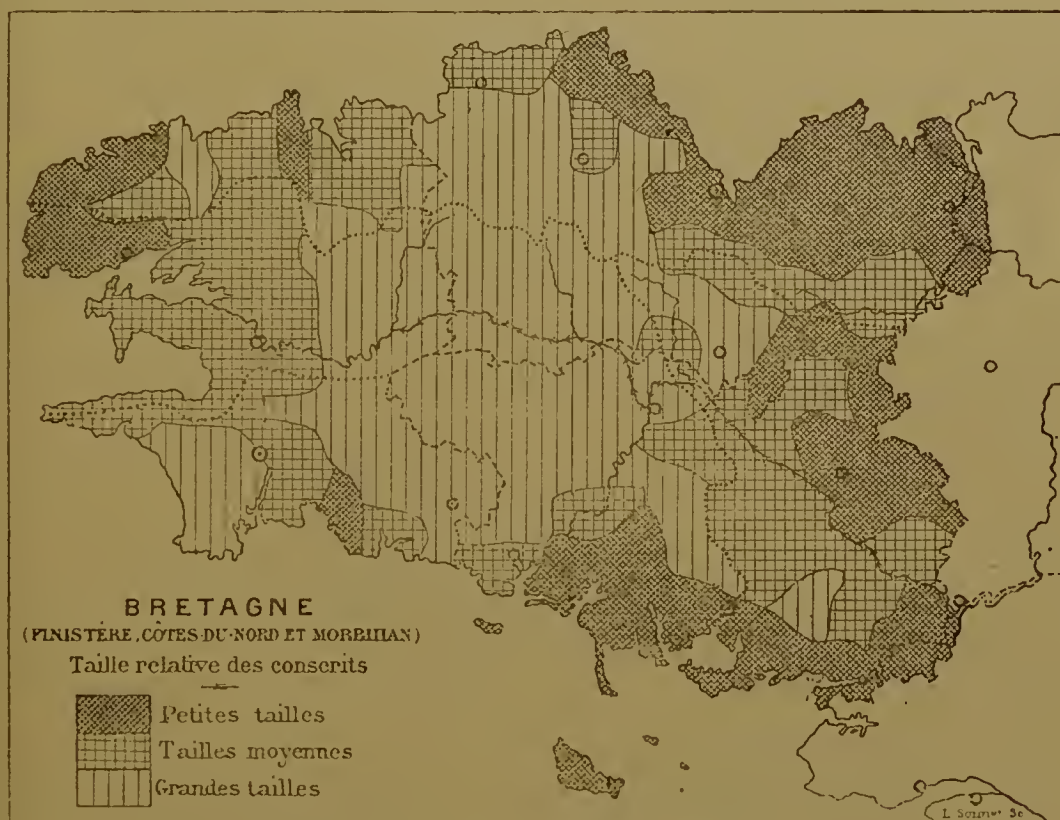 BRETAGNE
(FINISTÈRE, CÔTES-DU-NORD ET MORBIHAN)
Taille relative des conscrits
Petites tailles
Tailles moyennes
Grandes tailles